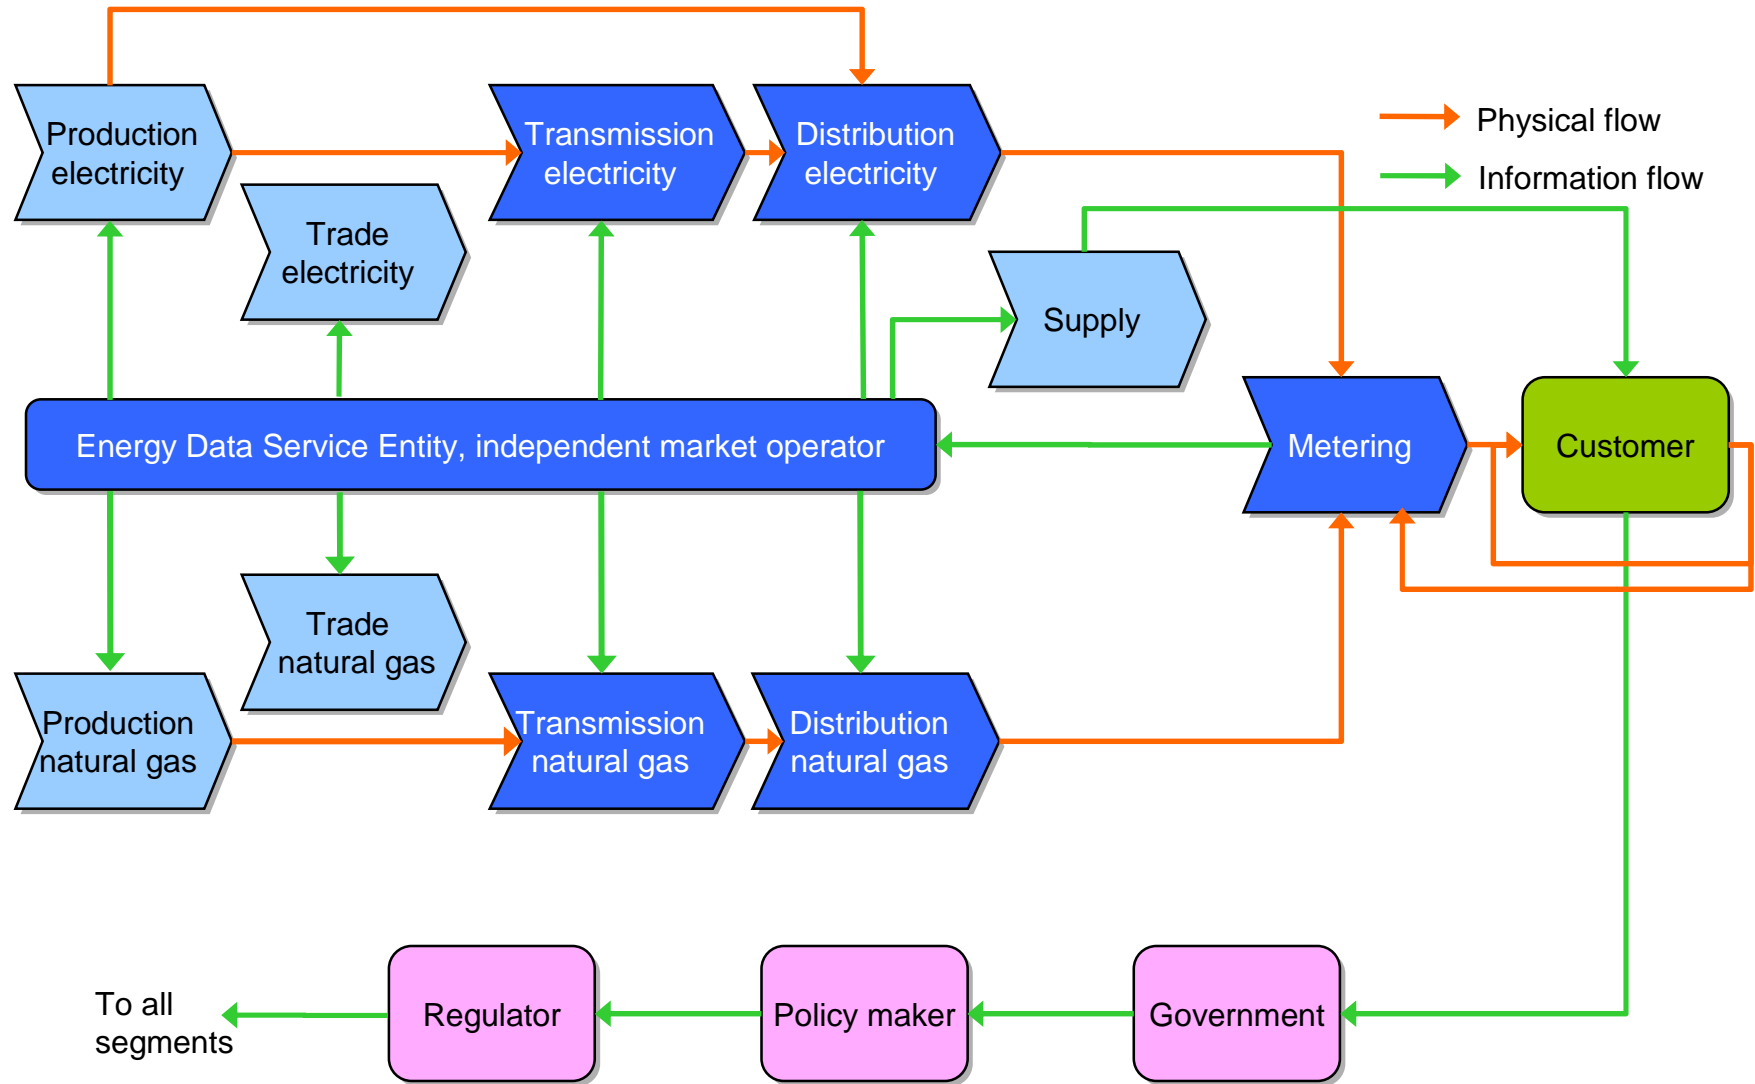 Production
electricity
Transmission
electricity
Distribution
electricity
Physical flow
Information flow
Trade
electricity
Supply
Energy Data Service Entity, independent market operator
Metering
Customer
Trade
natural gas
Production
natural gas
Transmission
natural gas
Distribution
natural gas
To all
segments
Regulator
Policy maker
Government